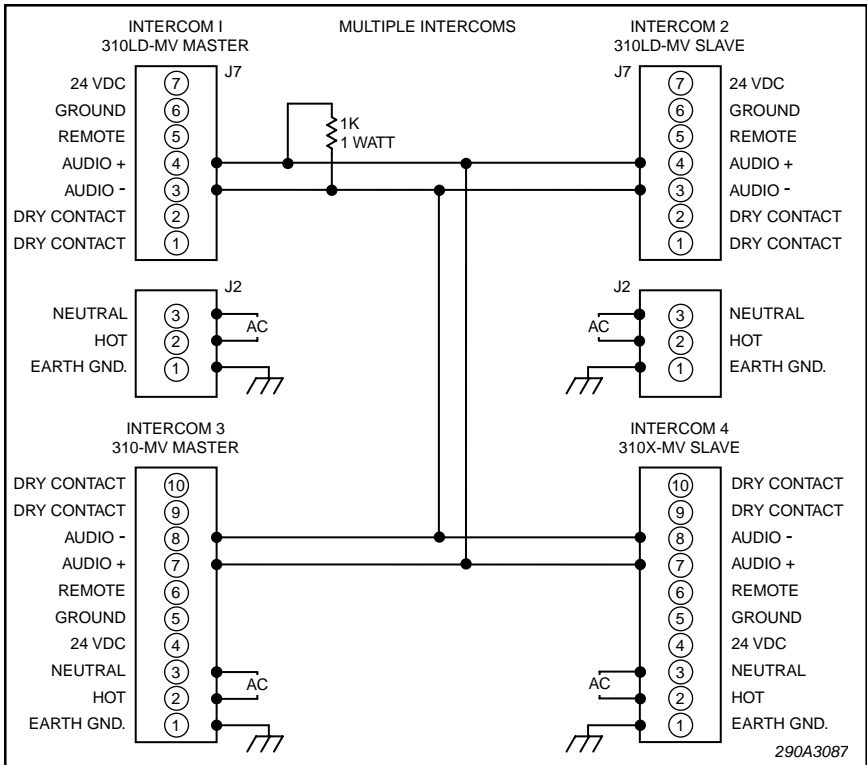 INTERCOM I
310LD-MV MASTER
MULTIPLE INTERCOMS
INTERCOM 2
310LD-MV SLAVE
J7
24 VDC 7
GROUND 6
REMOTE 5
AUDIO + 4
AUDIO - 3
DRY CONTACT 2
DRY CONTACT 1
1K
1 WATT
J7
7 24 VDC
6 GROUND
5 REMOTE
4 AUDIO +
3 AUDIO -
2 DRY CONTACT
1 DRY CONTACT
J2
NEUTRAL 3
HOT 2
EARTH GND. 1
AC
J2
AC
3 NEUTRAL
2 HOT
1 EARTH GND.
INTERCOM 3
310-MV MASTER
DRY CONTACT 10
DRY CONTACT 9
AUDIO - 8
AUDIO + 7
REMOTE 6
GROUND 5
24 VDC 4
NEUTRAL 3
HOT 2
EARTH GND. 1
AC
INTERCOM 4
310X-MV SLAVE
10 DRY CONTACT
9 DRY CONTACT
8 AUDIO -
7 AUDIO +
6 REMOTE
5 GROUND
4 24 VDC
3 NEUTRAL
2 HOT
1 EARTH GND.
AC
290A3087